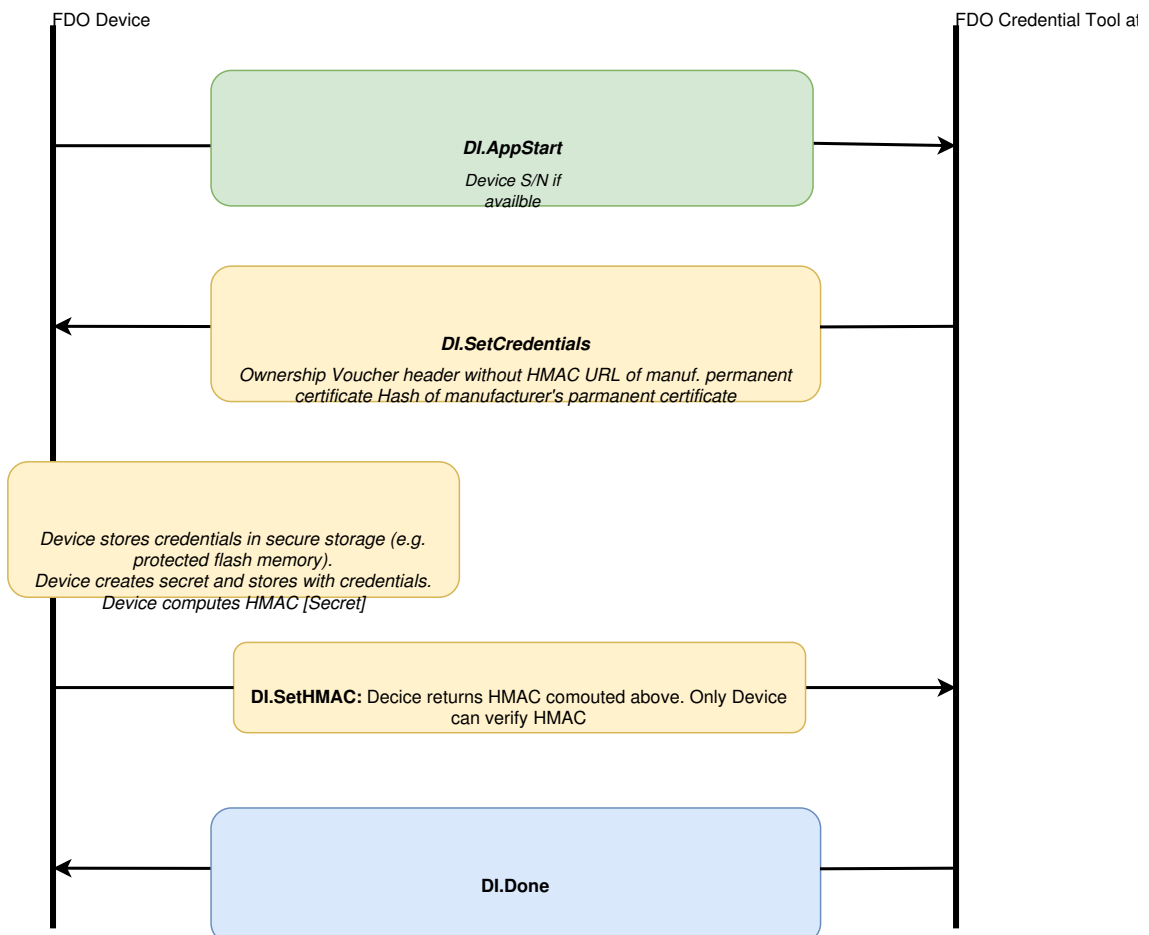 FDO Device
FDO Credential Tool at
DI.AppStart
Device S/N if
availble
DI.SetCredentials
Ownership Voucher header without HMAC URL of manuf. permanent
certificate Hash of manufacturer's parmanent certificate
Device stores credentials in secure storage (e.g.
protected flash memory).
Device creates secret and stores with credentials.
Device computes HMAC [Secret]
DI.SetHMAC: Decice returns HMAC comouted above. Only Device
can verify HMAC
DI.Done